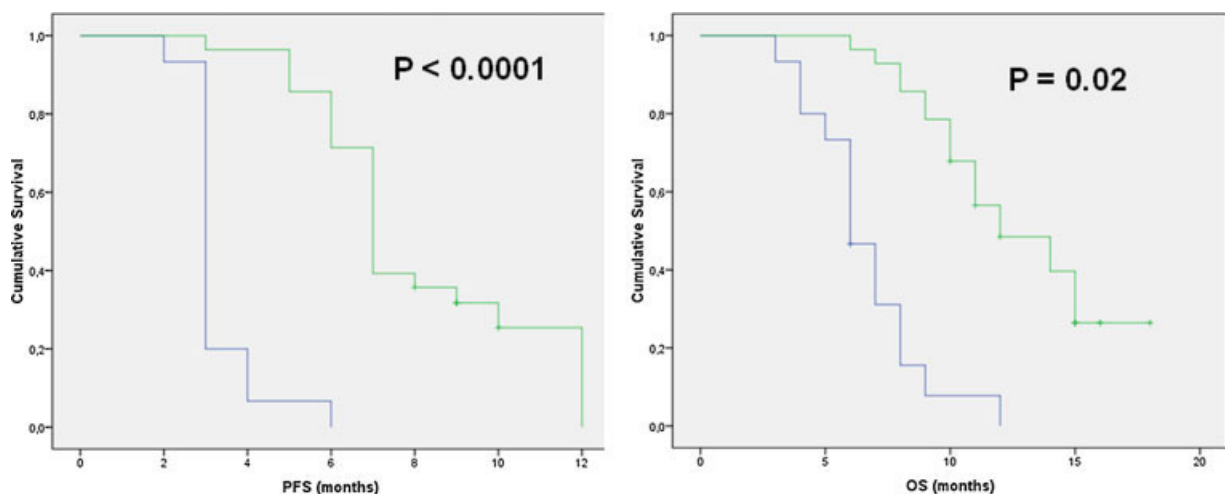 P < 0.0001
Cumulative Survival
1,0
0,8
0,6
0,4
0,2
0,0
0 2 4 6 8 10 12
PFS (months)
P = 0.02
Cumulative Survival
1,0
0,8
0,6
0,4
0,2
0,0
0 5 10 15 20
OS (months)